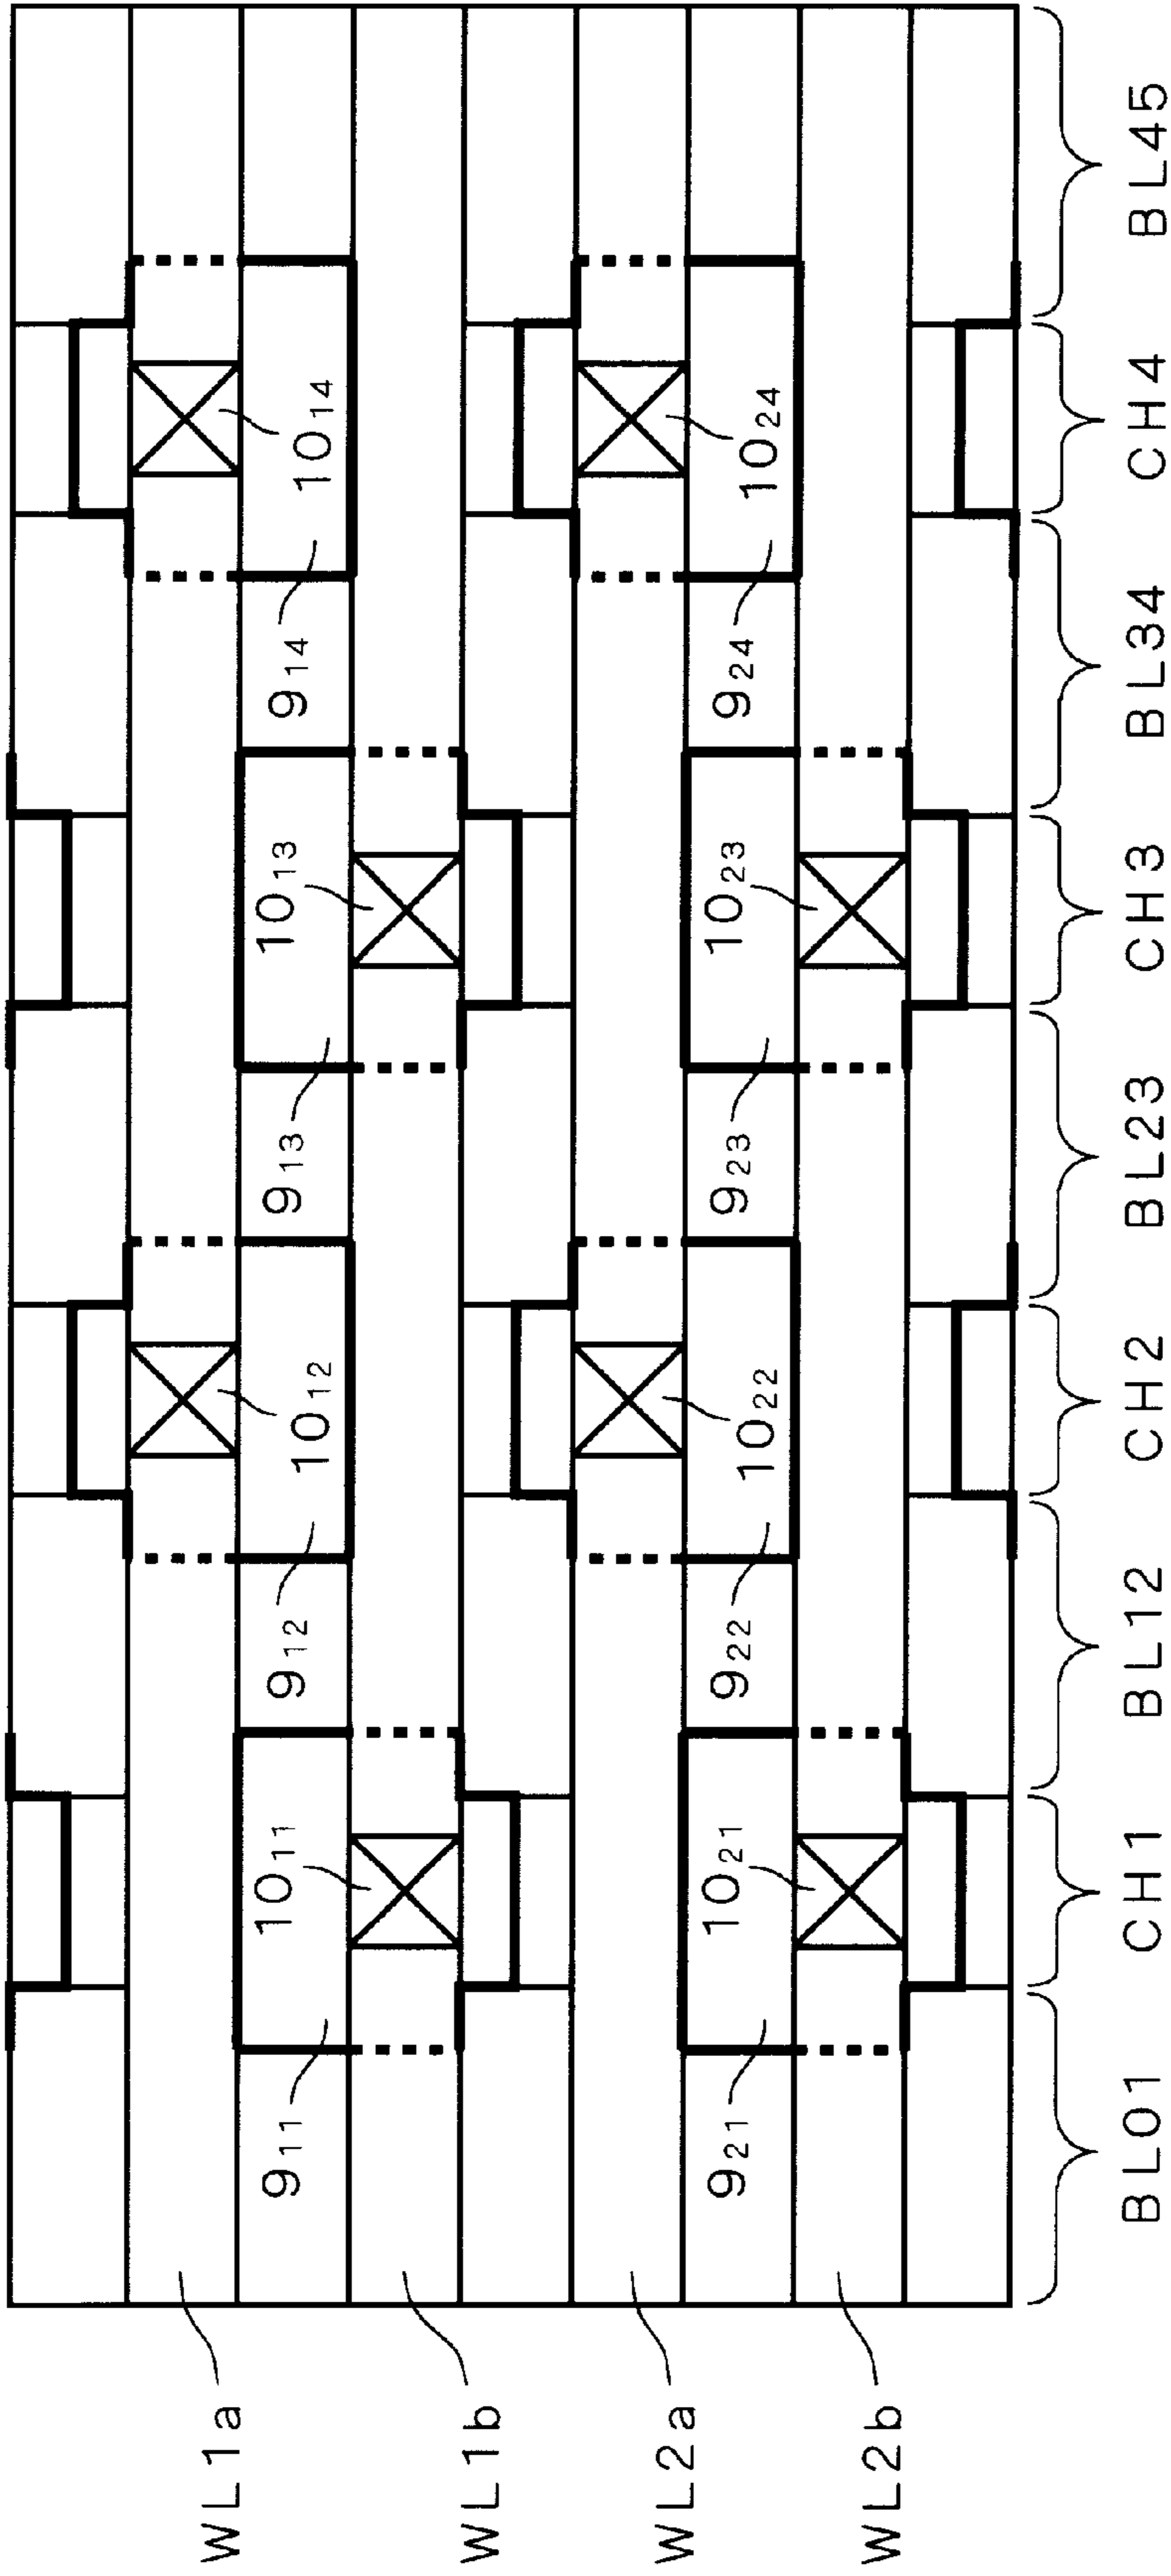 WL1a
9₁₁ 10₁₁ 9₁₂ 10₁₂ 9₁₃ 10₁₃ 9₁₄ 10₁₄
WL1b
WL2a
9₂₁ 10₂₁ 9₂₂ 10₂₂ 9₂₃ 10₂₃ 9₂₄ 10₂₄
WL2b
BL01 CH1 BL12 CH2 BL23 CH3 BL34 CH4 BL45